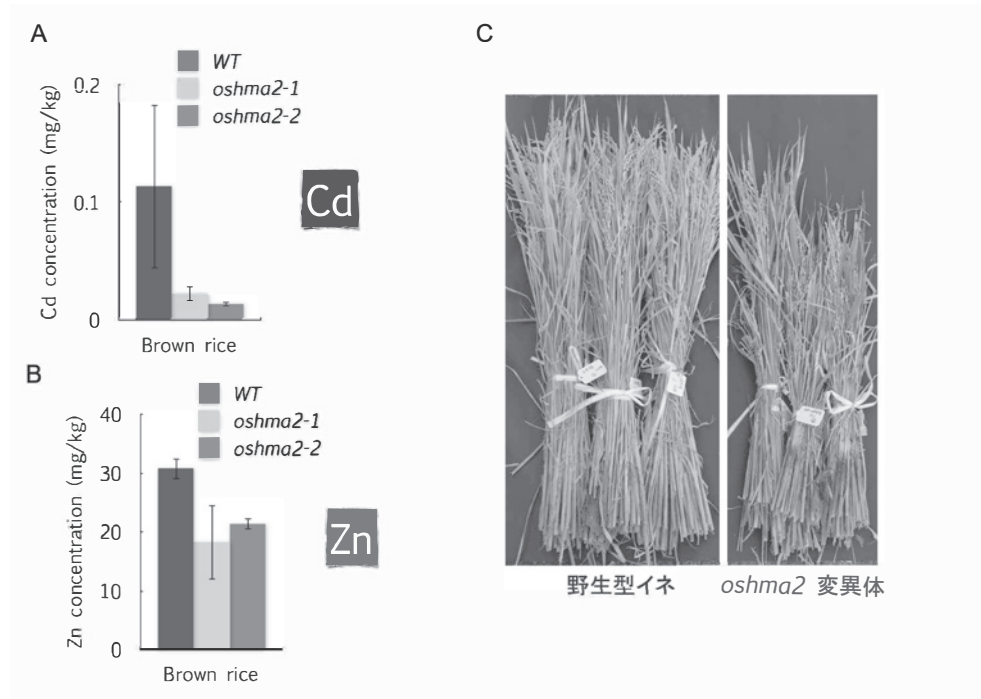 A
WT
oshma2-1
oshma2-2
Cd concentration (mg/kg)
0.2
0.1
0
Brown rice
Cd
B
WT
oshma2-1
oshma2-2
Zn concentration (mg/kg)
40
30
20
10
0
Brown rice
Zn
C
野生型イネ
oshma2 変異体